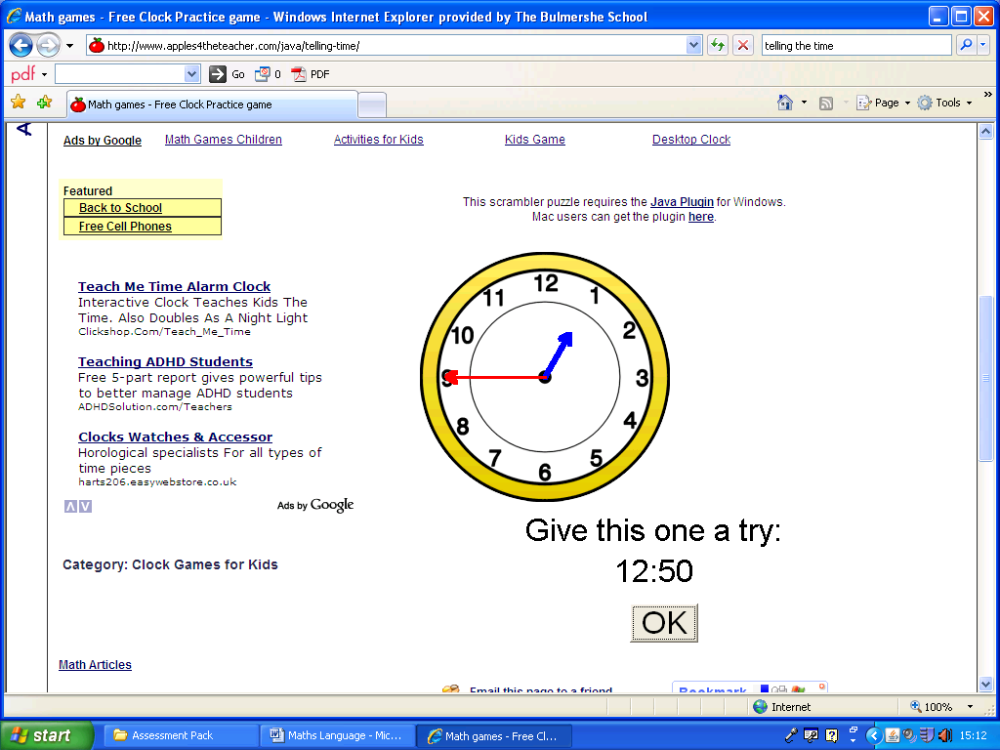 Math games - Free Clock Practice game - Windows Internet Explorer provided by The Bulmershe School
http://www.apples4theteacher.com/java/telling-time/
telling the time
pdf
Go 0 PDF
Math games - Free Clock Practice game
Page Tools
Ads by Google Math Games Children Activities for Kids Kids Game Desktop Clock
Featured
Back to School
Free Cell Phones
This scrambler puzzle requires the Java Plugin for Windows.
Mac users can get the plugin here.
Teach Me Time Alarm Clock
Interactive Clock Teaches Kids The
Time. Also Doubles As A Night Light
Clickshop.Com/Teach_Me_Time
Teaching ADHD Students
Free 5-part report gives powerful tips
to better manage ADHD students
ADHDSolution.com/Teachers
Clocks Watches & Accessor
Horological specialists For all types of
time pieces
harts206.easywebstore.co.uk
Ads by Google
12
1
2
3
4
5
6
7
8
9
10
11
Give this one a try:
12:50
OK
Category: Clock Games for Kids
Math Articles
Email this page to a friend
Bookmark
Internet 100%
start Assessment Pack Maths Language - Mic... Math games - Free Cl... 15:12